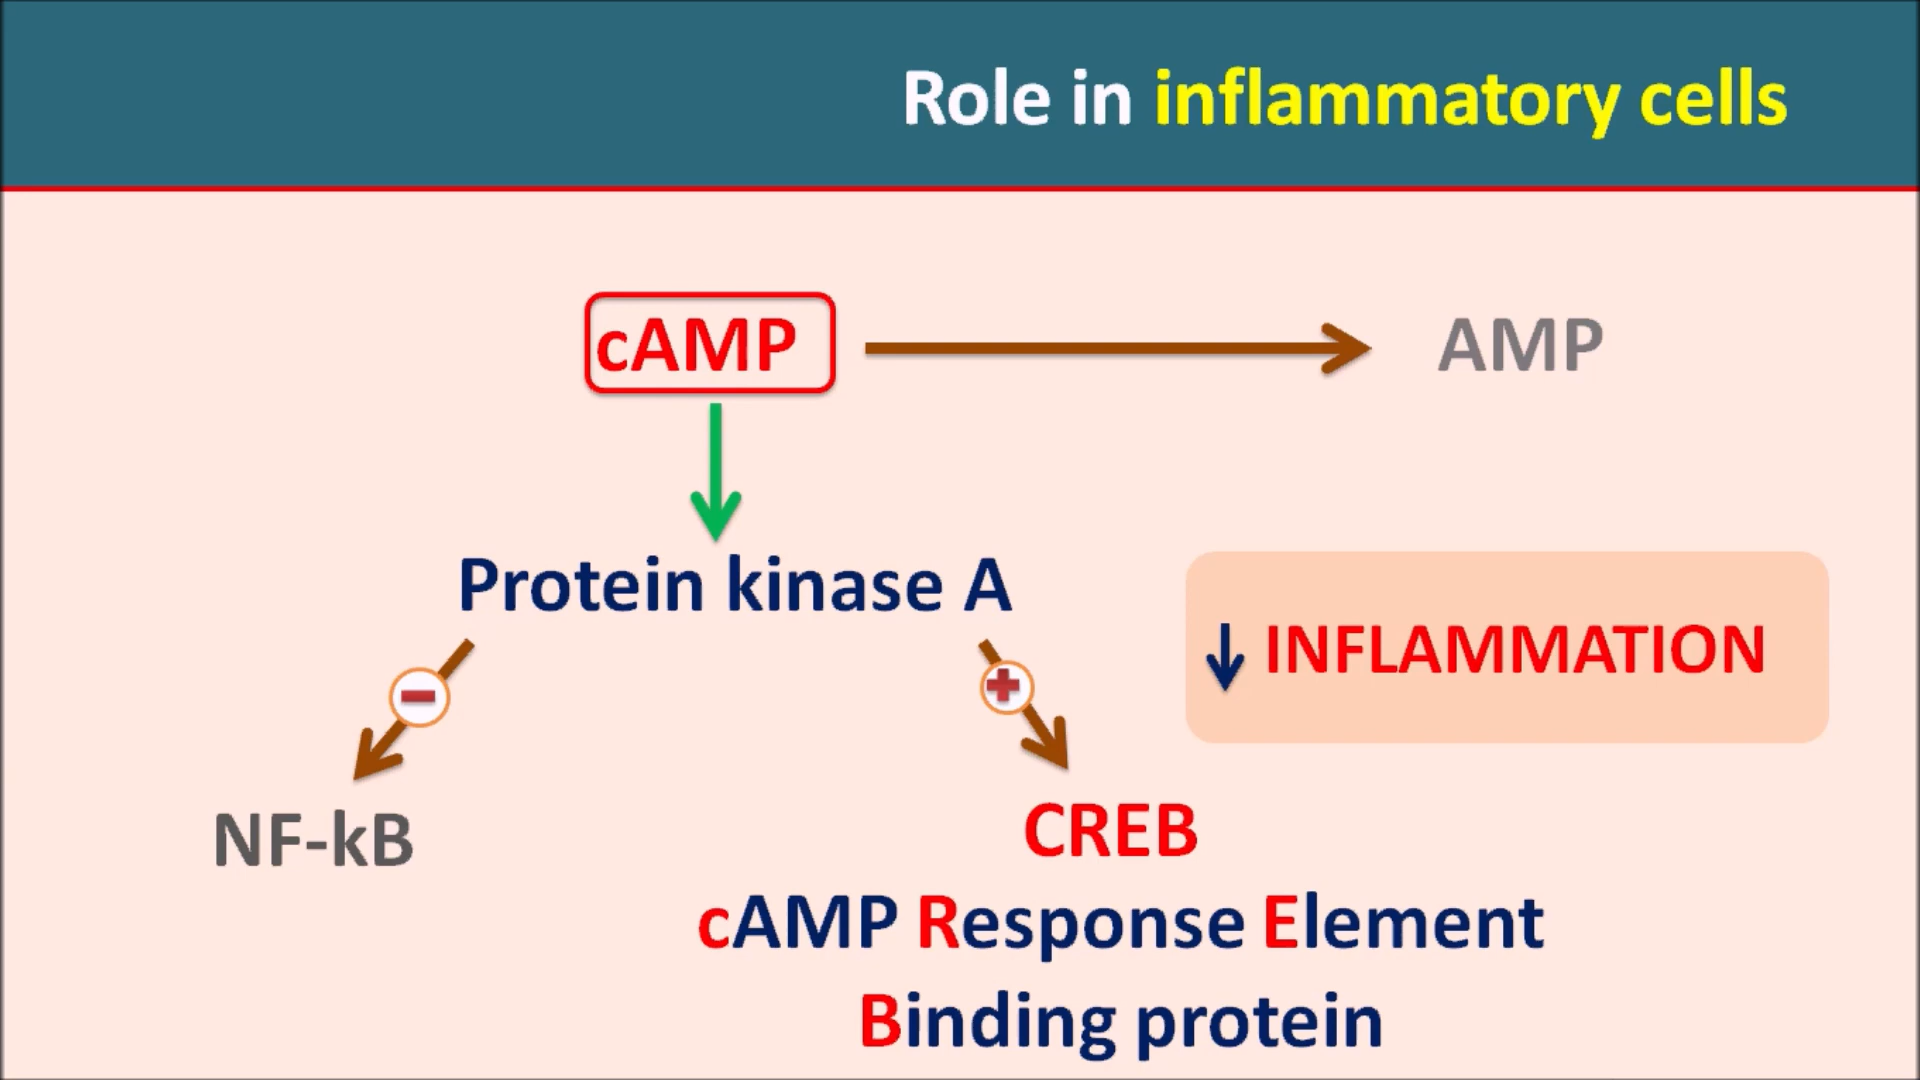 Role in inflammatory cells
cAMP
AMP
Protein kinase A
INFLAMMATION
NF-kB
CREB
cAMP Response Element
Binding protein